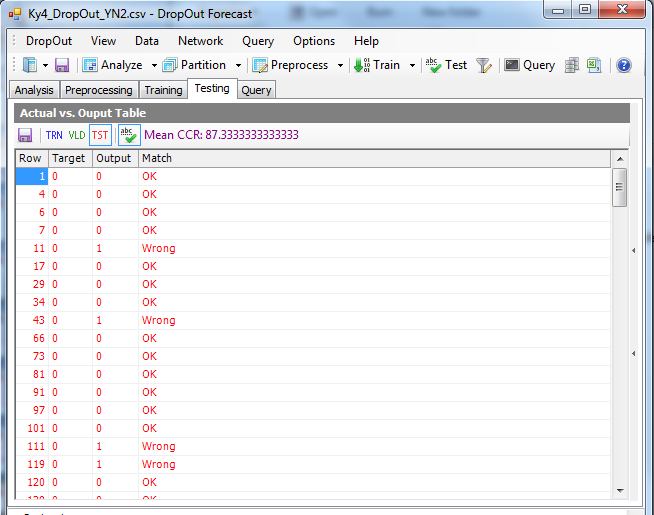 Ky4_DropOut_YN2.csv - DropOut Forecast
DropOut View Data Network Query Options Help
Analyze Partition Preprocess Train abc Test Query
Analysis Preprocessing Training Testing Query
Actual vs. Ouput Table
TRN VLD TST abc Mean CCR: 87.3333333333333
Row Target Output Match
1 0 0 OK
4 0 0 OK
6 0 0 OK
7 0 0 OK
11 0 1 Wrong
17 0 0 OK
29 0 0 OK
34 0 0 OK
43 0 1 Wrong
66 0 0 OK
73 0 0 OK
81 0 0 OK
91 0 0 OK
97 0 0 OK
101 0 0 OK
111 0 1 Wrong
119 0 1 Wrong
120 0 0 OK